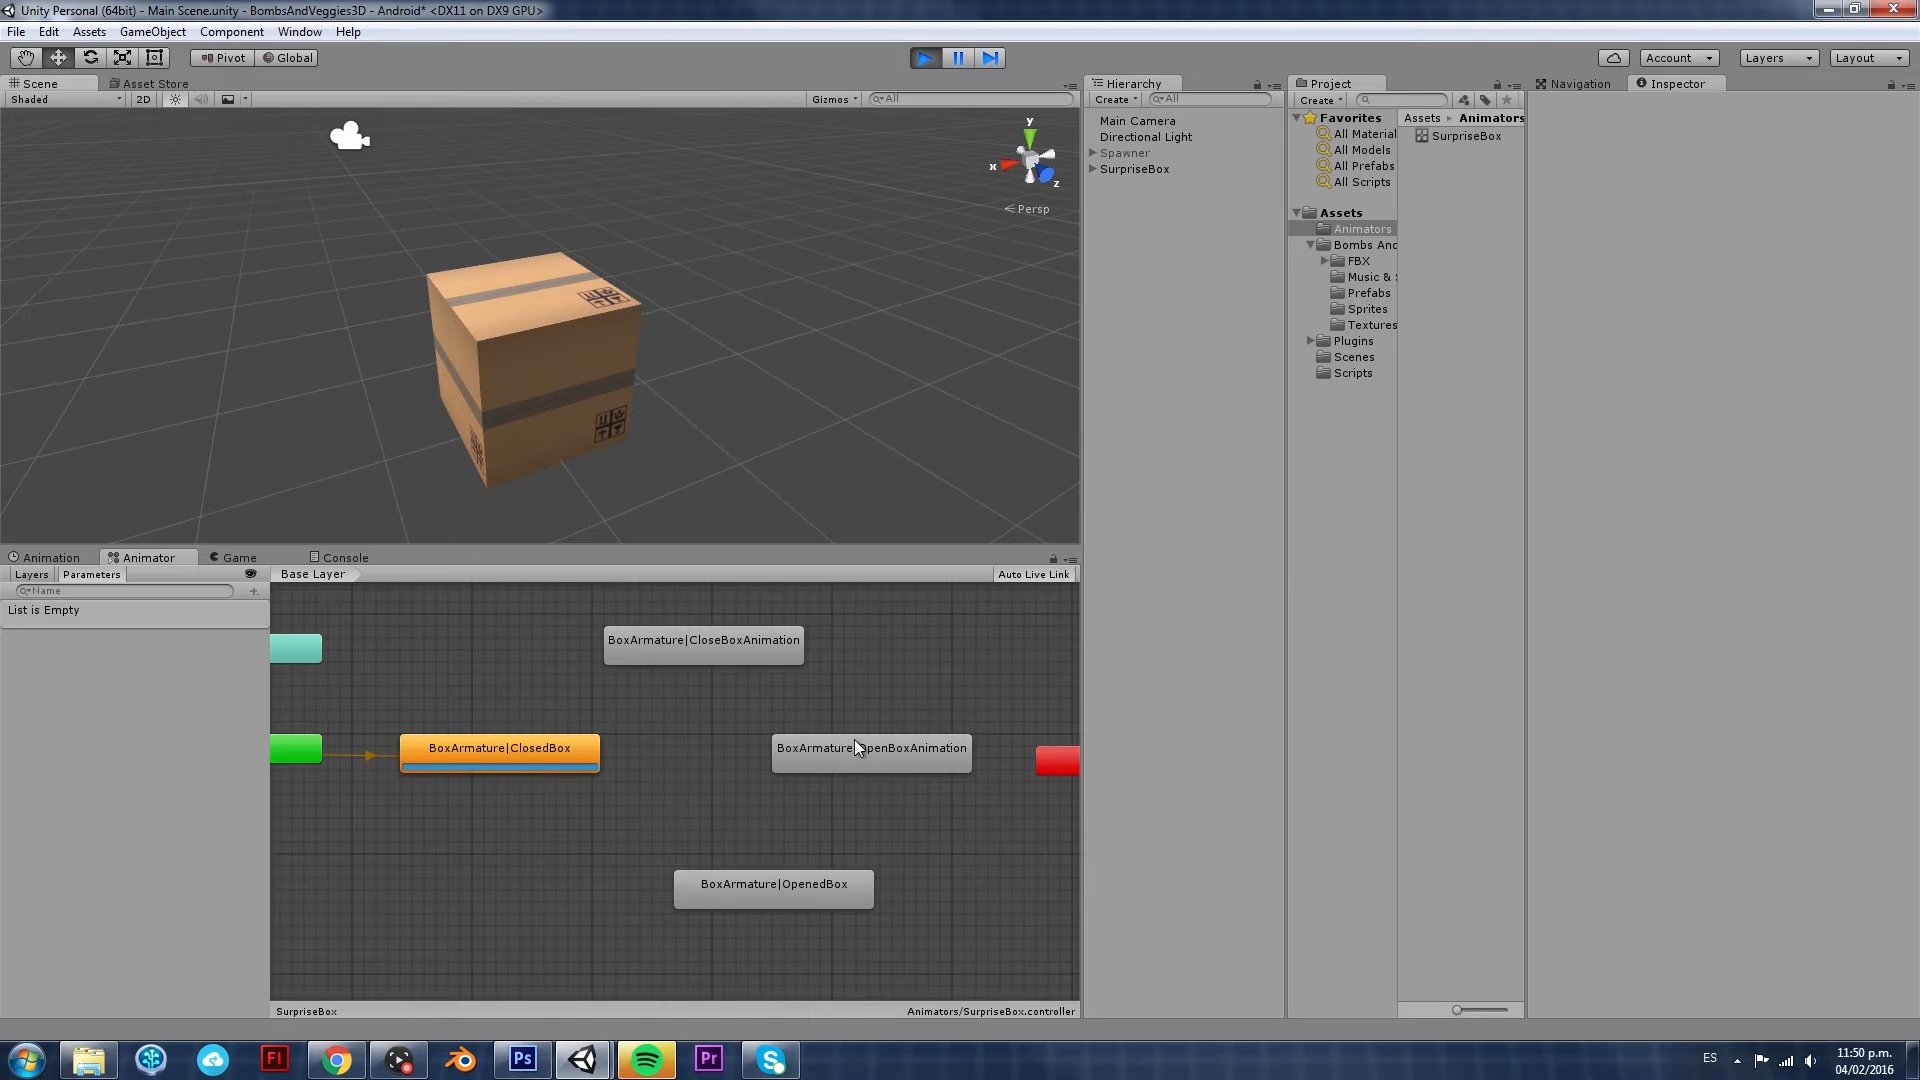 Unity Personal (64bit) - Main Scene.unity - BombsAndVeggies3D - Android* <DX11 on DX9 GPU>
File Edit Assets GameObject Component Window Help
Pivot Global Account Layers Layout
Scene Asset Store
Shaded 2D Gizmos All
y
x
z
Persp
Hierarchy
Create All
Main Camera
Directional Light
Spawner
SurpriseBox
Project
Create
Favorites
All Material
All Models
All Prefabs
All Scripts
Assets
Animators
Bombs And
FBX
Music &
Prefabs
Sprites
Textures
Plugins
Scenes
Scripts
Assets Animators
SurpriseBox
Navigation Inspector
Animation Animator Game Console
Layers Parameters Base Layer Auto Live Link
Name
List is Empty
BoxArmature|CloseBoxAnimation
BoxArmature|ClosedBox
BoxArmature|OpenBoxAnimation
BoxArmature|OpenedBox
SurpriseBox Animators/SurpriseBox.controller
Fl Ps Pr
ES
11:50 p.m.
04/02/2016